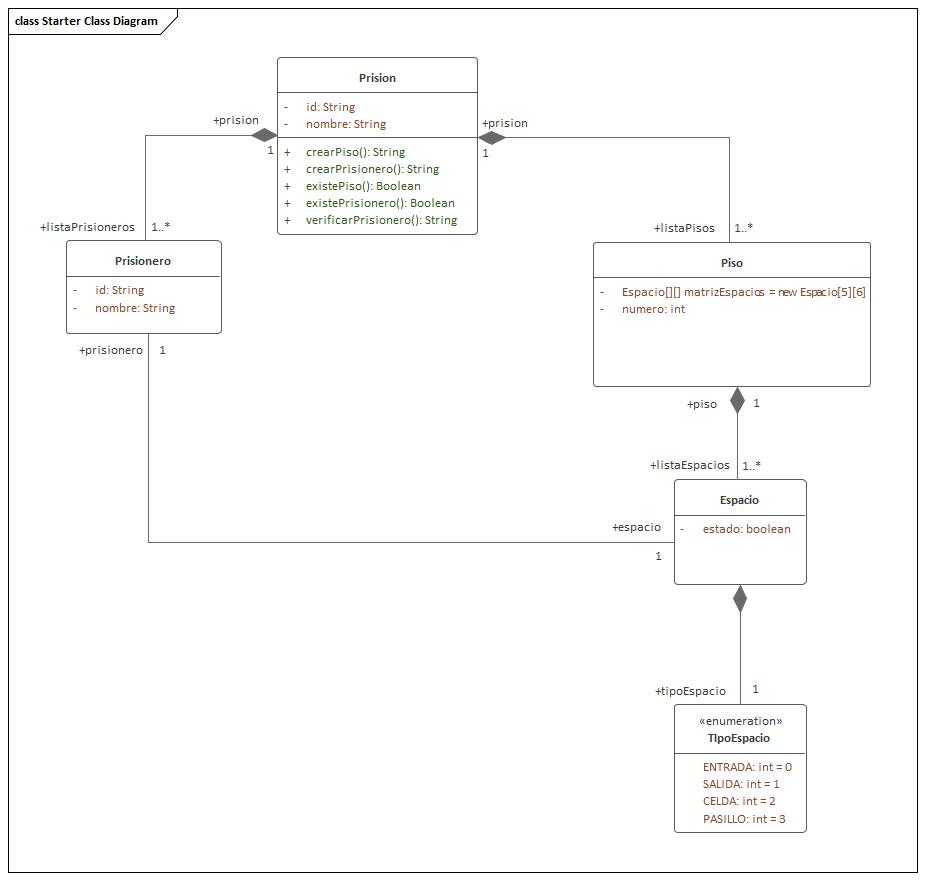 class Starter Class Diagram
Prision
- id: String
- nombre: String
+ crearPiso(): String
+ crearPrisionero(): String
+ existePiso(): Boolean
+ existePrisionero(): Boolean
+ verificarPrisionero(): String
+prision
1
+prision
1
+listaPrisioneros
1..*
+listaPisos
1..*
Prisionero
- id: String
- nombre: String
Piso
- Espacio[][] matrizEspacios = new Espacio[5][6]
- numero: int
+prisionero
1
+piso
1
+listaEspacios
1..*
Espacio
- estado: boolean
+espacio
1
+tipoEspacio
1
«enumeration»
TIpoEspacio
ENTRADA: int = 0
SALIDA: int = 1
CELDA: int = 2
PASILLO: int = 3